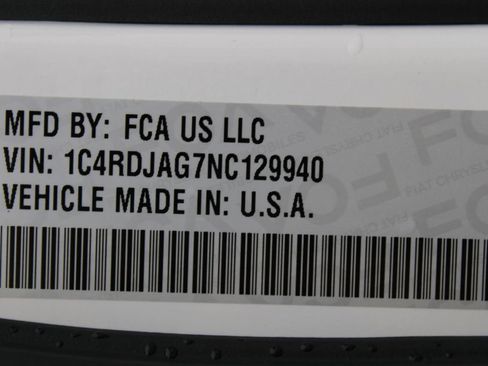 MFD BY: FCA US LLC
VIN: 1C4RDJAG7NC129940
VEHICLE MADE IN: U.S.A.